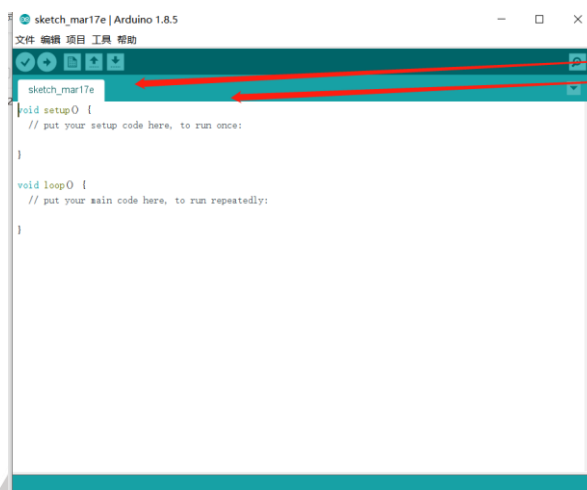 sketch_mar17e | Arduino 1.8.5
文件 编辑 项目 工具 帮助
sketch_mar17e
void setup() {
// put your setup code here, to run once:
}
void loop() {
// put your main code here, to run repeatedly:
}